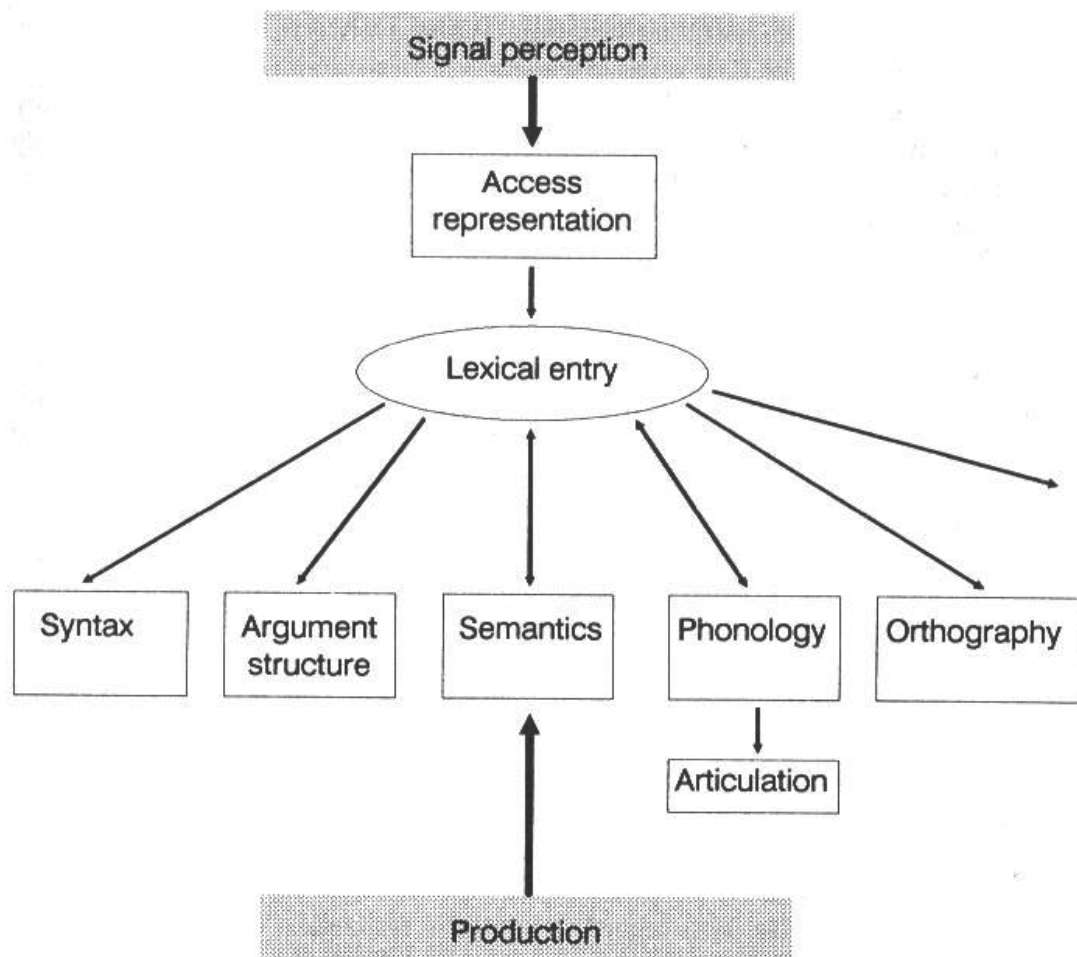 Signal perception
Access
representation
Lexical entry
Syntax
Argument
structure
Semantics
Phonology
Orthography
Articulation
Production